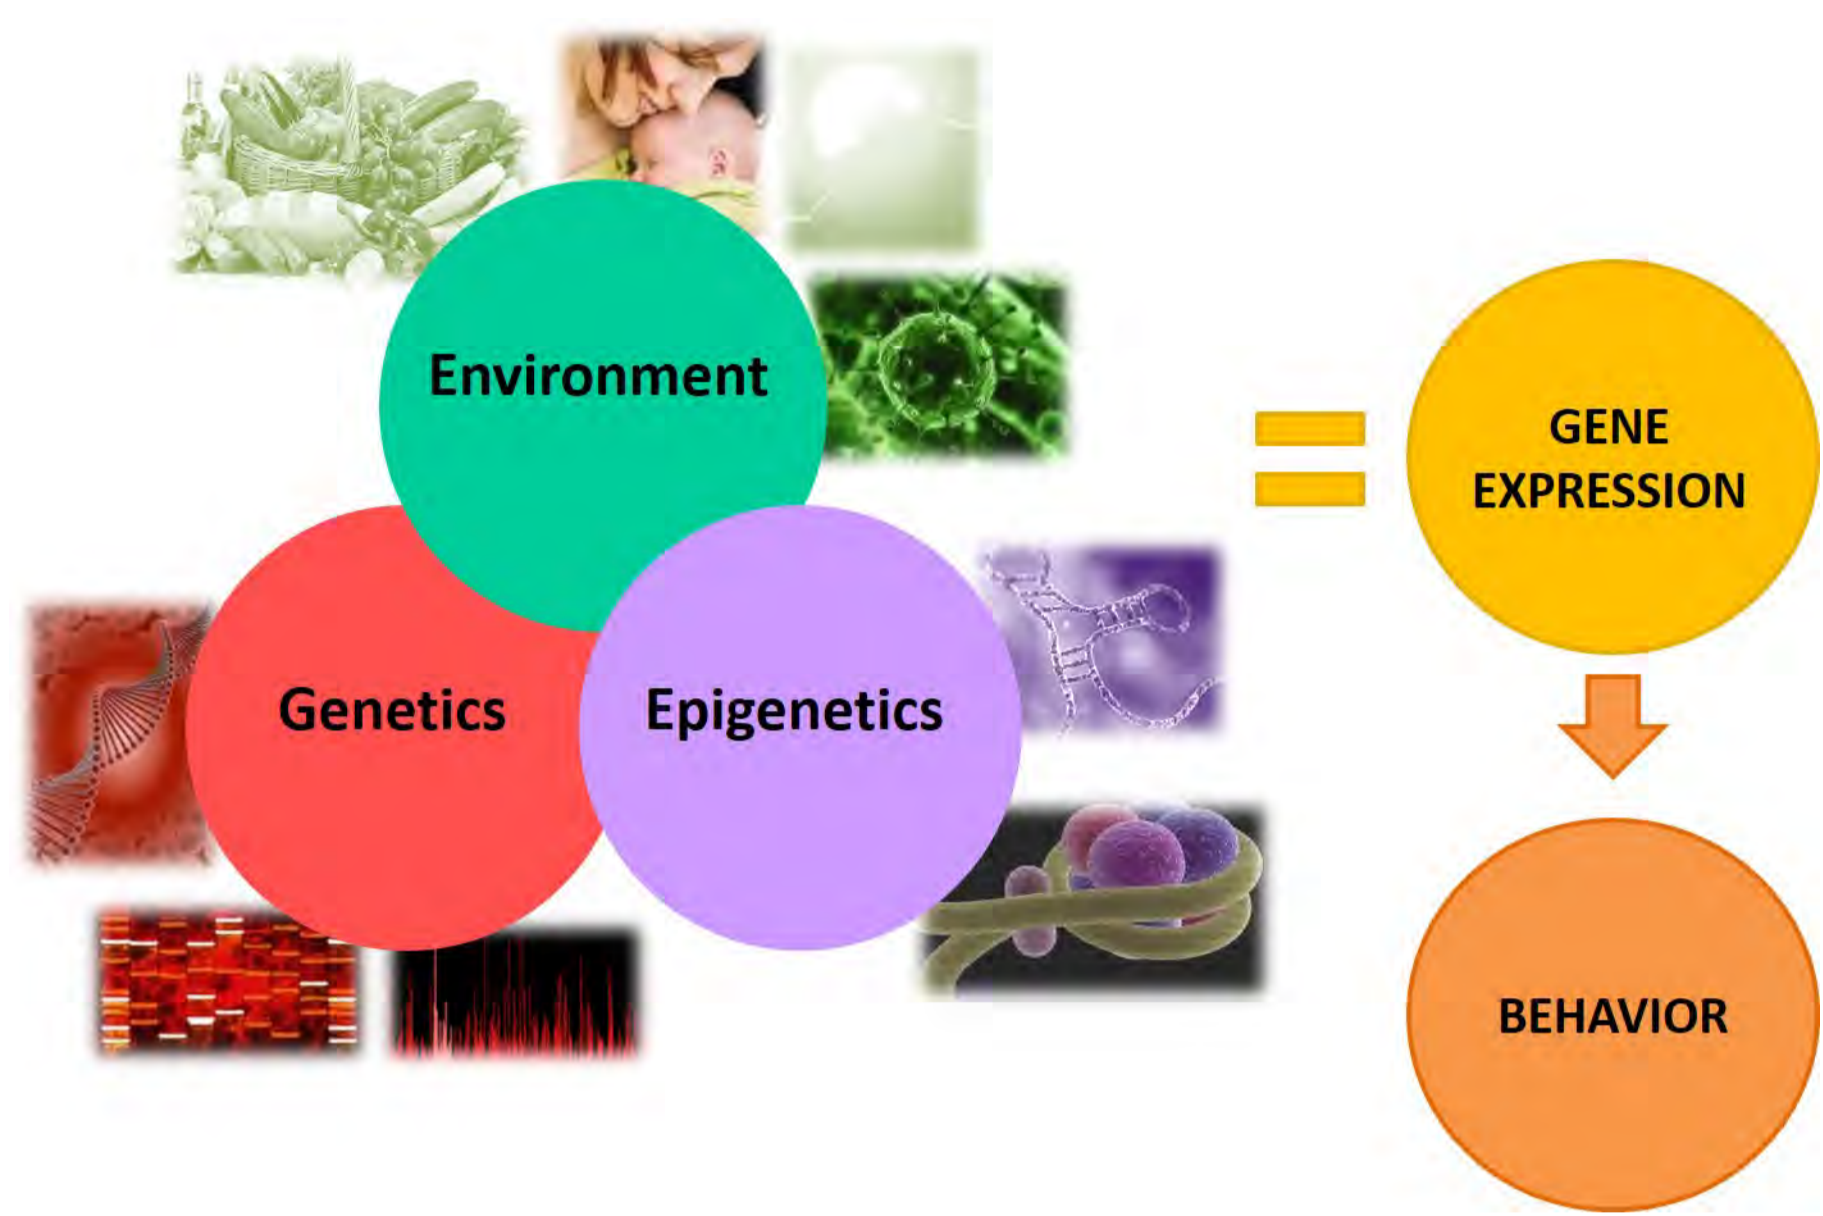 Environment
Genetics
Epigenetics
GENE
EXPRESSION
BEHAVIOR